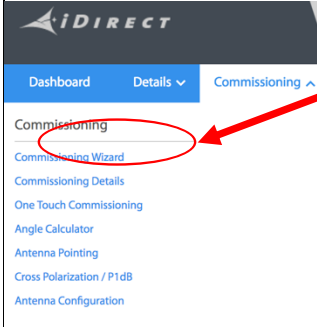 iDIRECT
Dashboard Details Commissioning
Commissioning
Commissioning Wizard
Commissioning Details
One Touch Commissioning
Angle Calculator
Antenna Pointing
Cross Polarization / P1dB
Antenna Configuration